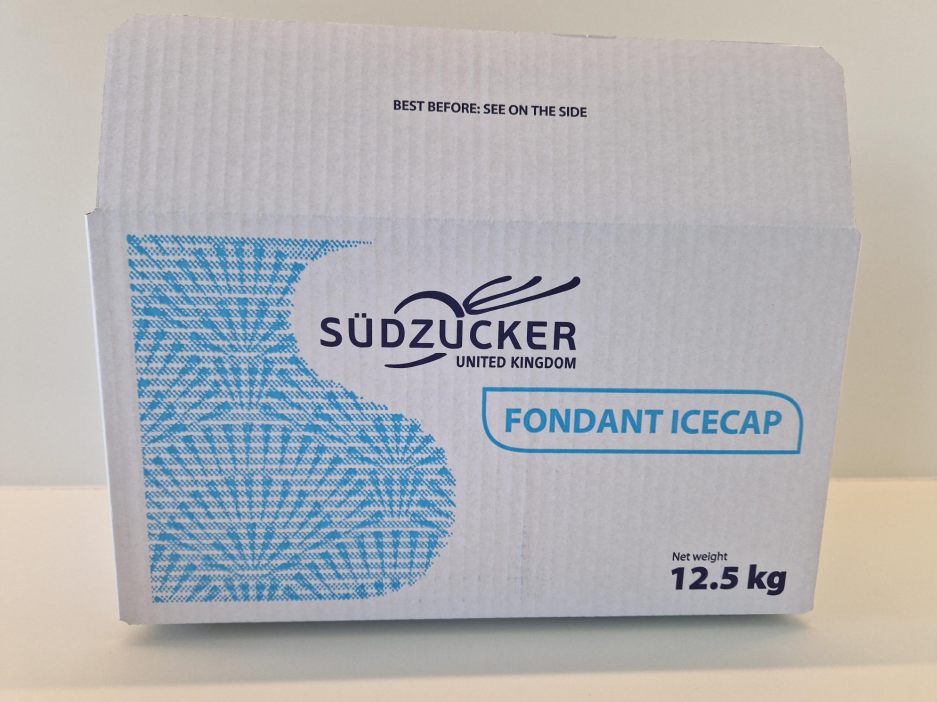 BEST BEFORE: SEE ON THE SIDE
SÜDZUCKER
UNITED KINGDOM
FONDANT ICECAP
Net weight
12.5 kg